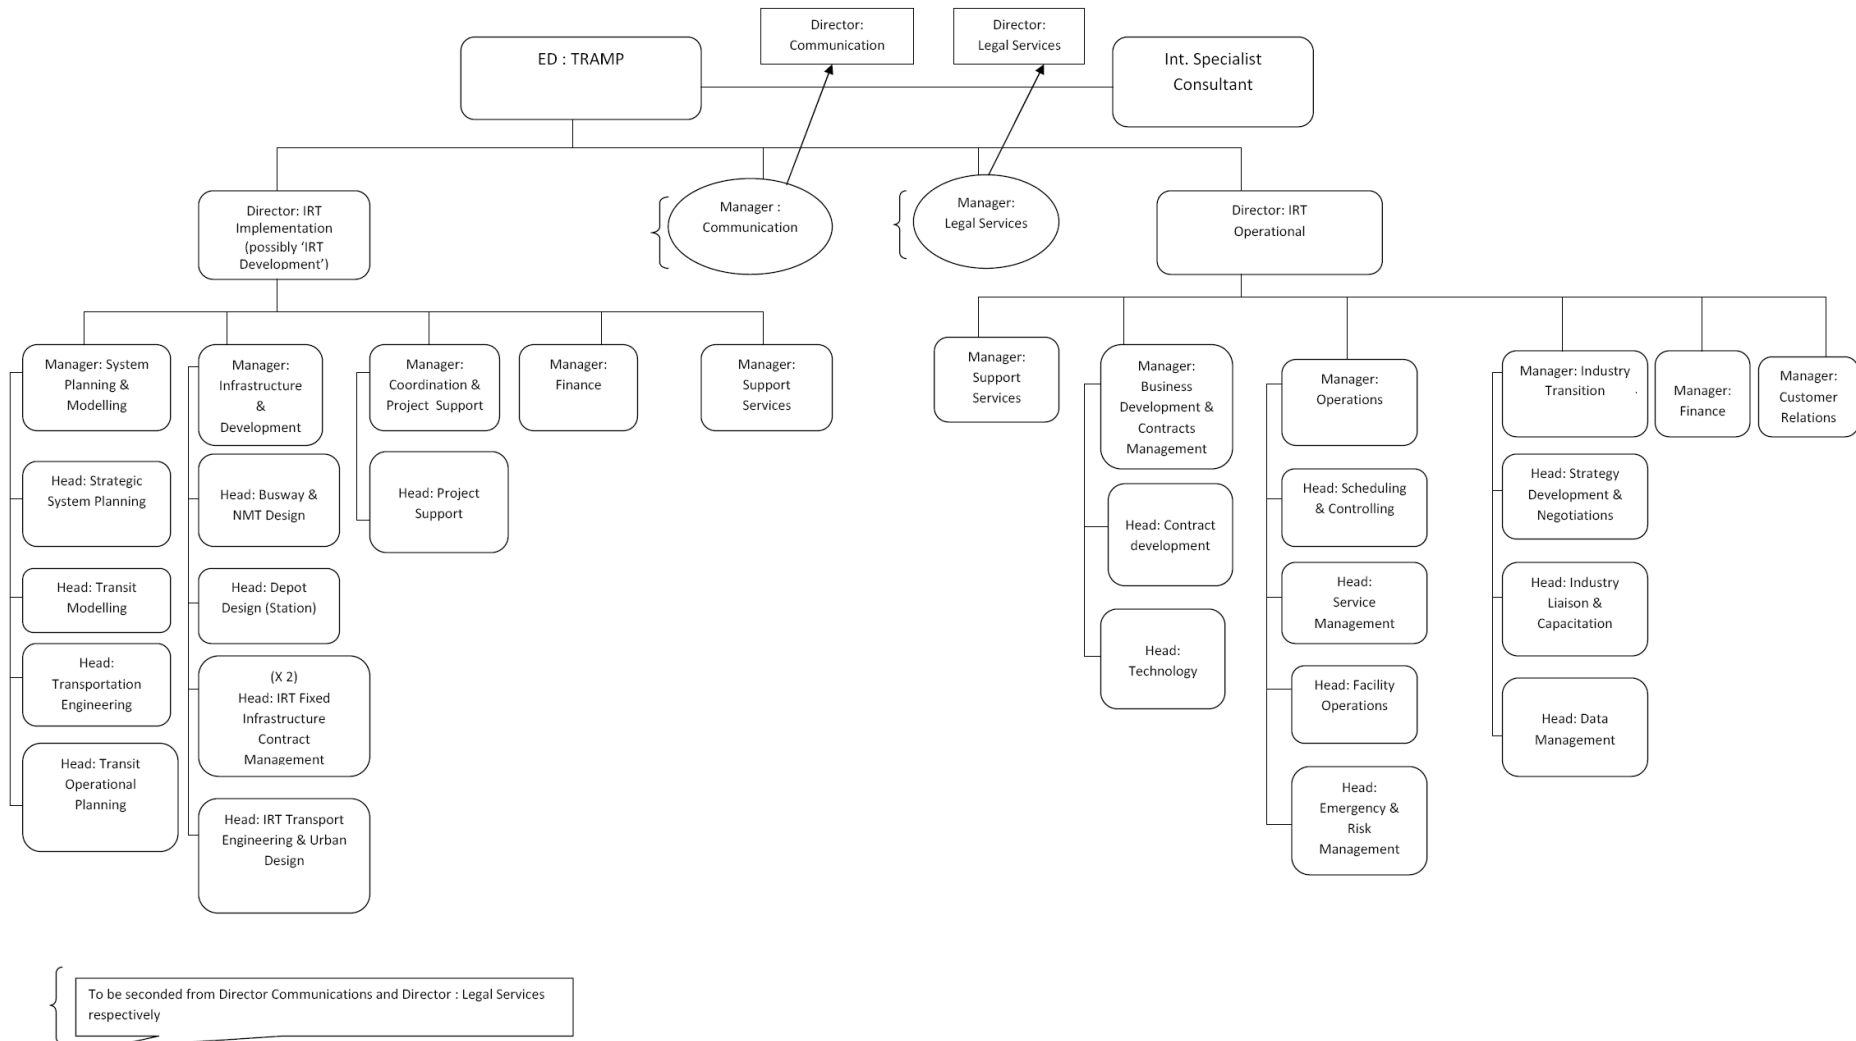 Director:
Communication
Director:
Legal Services
ED : TRAMP
Int. Specialist
Consultant
Director: IRT
Implementation
(possibly ‘IRT
Development’)
Manager :
Communication
Manager:
Legal Services
Director: IRT
Operational
Manager: System
Planning &
Modelling
Manager:
Infrastructure
&
Development
Manager:
Coordination &
Project Support
Manager:
Finance
Manager:
Support
Services
Manager:
Support
Services
Manager:
Business
Development &
Contracts
Management
Manager:
Operations
Manager: Industry
Transition .
Manager:
Finance
Manager:
Customer
Relations
Head: Strategic
System Planning
Head: Busway &
NMT Design
Head: Project
Support
Head: Contract
development
Head: Scheduling
& Controlling
Head: Strategy
Development &
Negotiations
Head: Transit
Modelling
Head: Depot
Design (Station)
Head:
Service
Management
Head: Industry
Liaison &
Capacitation
Head:
Transportation
Engineering
(X 2)
Head: IRT Fixed
Infrastructure
Contract
Management
Head:
Technology
Head: Facility
Operations
Head: Data
Management
Head: Transit
Operational
Planning
Head: IRT Transport
Engineering & Urban
Design
Head:
Emergency &
Risk
Management
To be seconded from Director Communications and Director : Legal Services
respectively